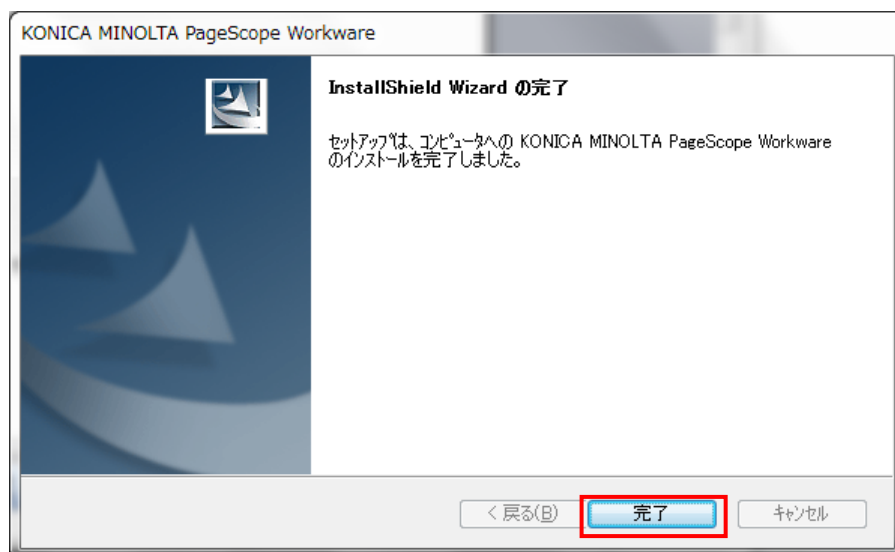 KONICA MINOLTA PageScope Workware
InstallShield Wizard の完了
セットアップは、コンピュータへの KONICA MINOLTA PageScope Workware
のインストールを完了しました。
< 戻る(B)
完了
キャンセル